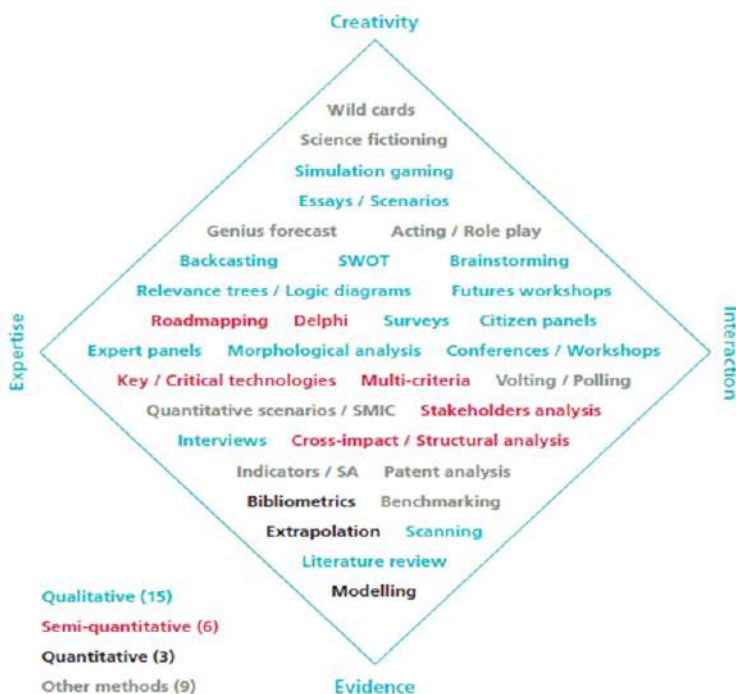 Creativity
Wild cards
Science fictioning
Simulation gaming
Essays / Scenarios
Genius forecast Acting / Role play
Backcasting SWOT Brainstorming
Relevance trees / Logic diagrams Futures workshops
Roadmapping Delphi Surveys Citizen panels
Expertise
Expert panels Morphological analysis Conferences / Workshops
Interaction
Key / Critical technologies Multi-criteria Volting / Polling
Quantitative scenarios / SMIC Stakeholders analysis
Interviews Cross-impact / Structural analysis
Indicators / SA Patent analysis
Bibliometrics Benchmarking
Extrapolation Scanning
Literature review
Modelling
Qualitative (15)
Semi-quantitative (6)
Quantitative (3)
Other methods (9)
Evidence